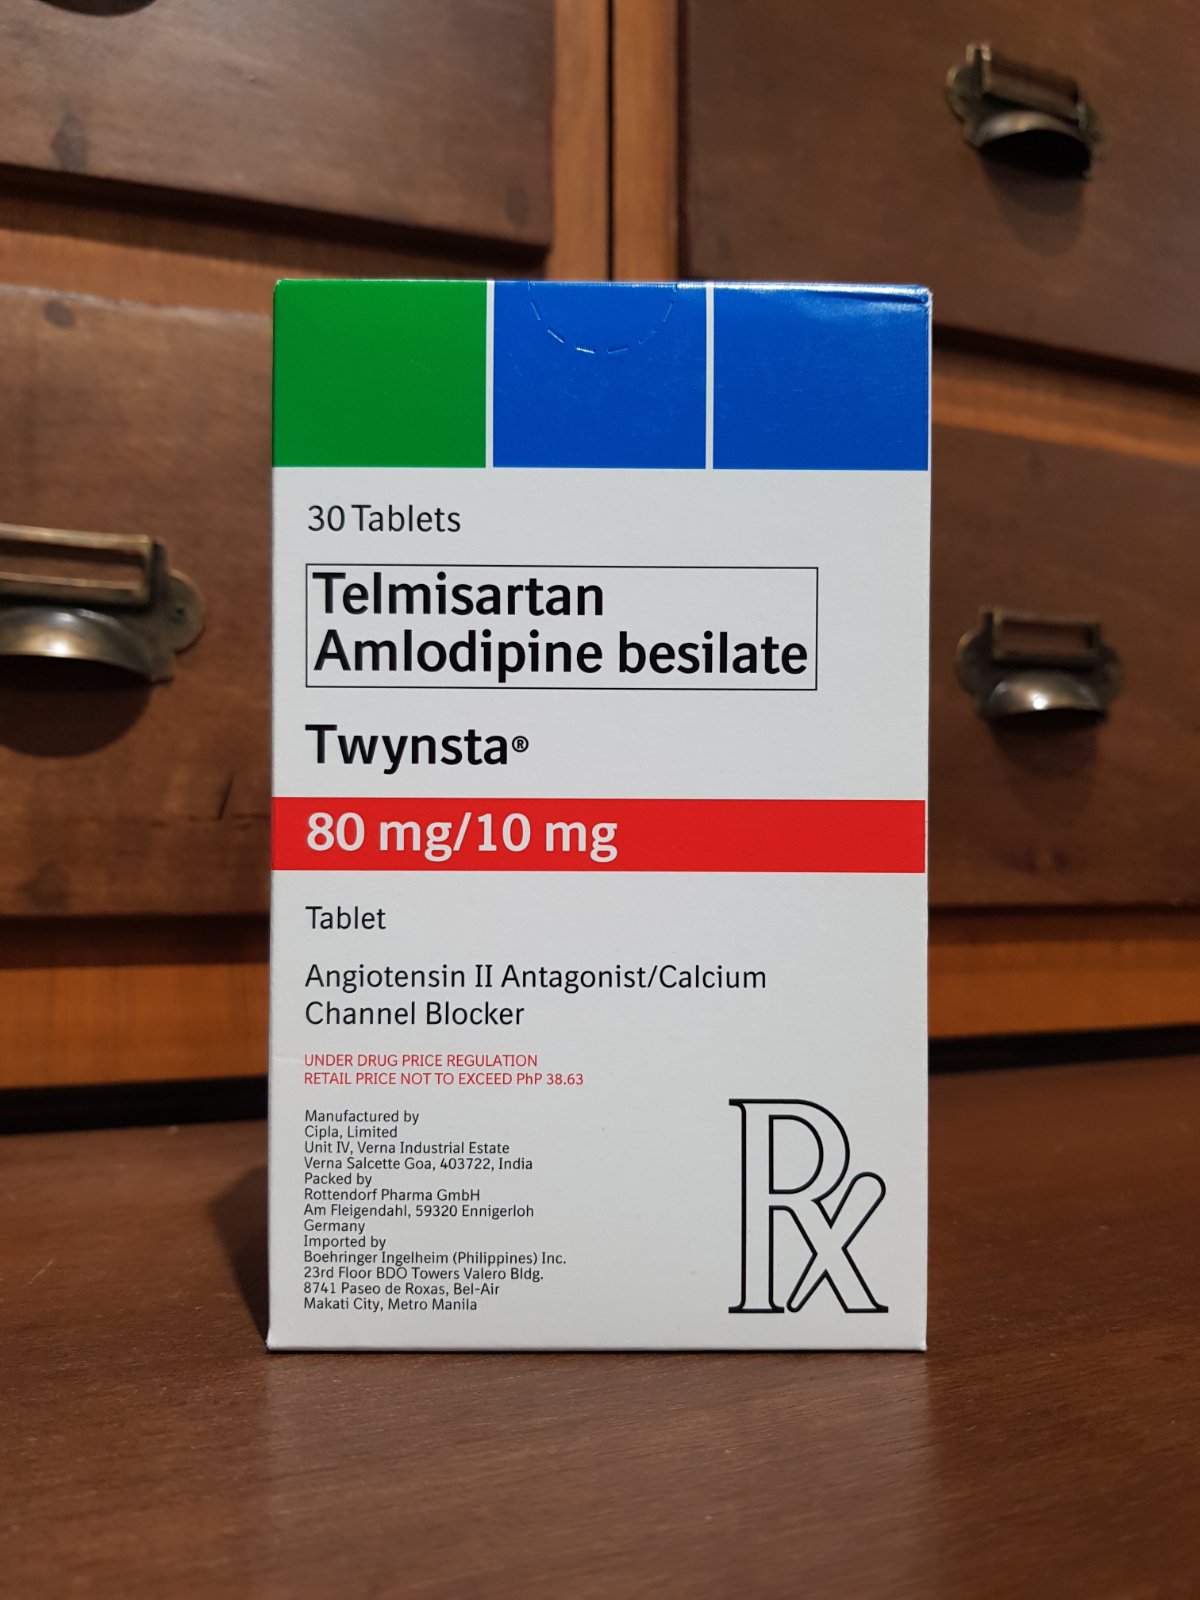 30 Tablets
Telmisartan
Amlodipine besilate
Twynsta®
80 mg/10 mg
Tablet
Angiotensin II Antagonist/Calcium
Channel Blocker
UNDER DRUG PRICE REGULATION
RETAIL PRICE NOT TO EXCEED PhP 38.63
Manufactured by
Cipla, Limited
Unit IV, Verna Industrial Estate
Verna Salcette Goa, 403722, India
Packed by
Rottendorf Pharma GmbH
Am Fleigendahl, 59320 Ennigerloh
Germany
Imported by
Boehringer Ingelheim (Philippines) Inc.
23rd Floor BDO Towers Valero Bldg.
8741 Paseo de Roxas, Bel-Air
Makati City, Metro Manila
Rx